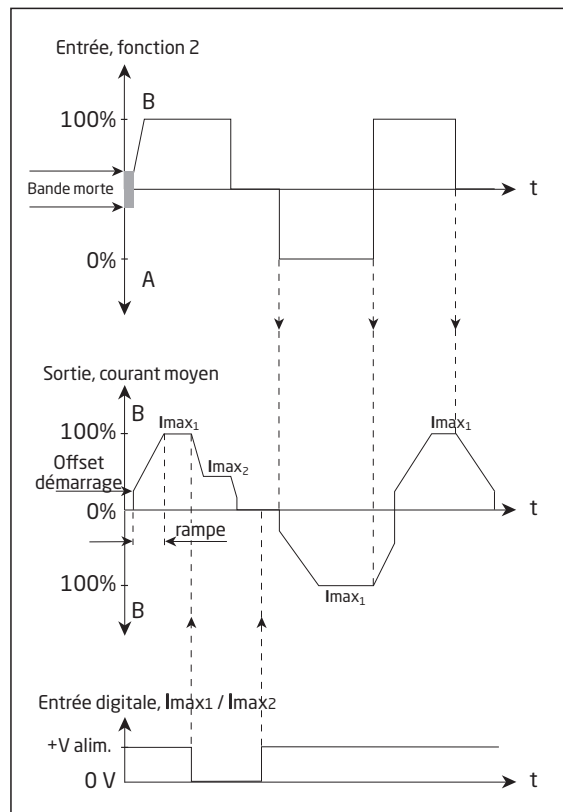 Entrée, fonction 2
B
100%
Bande morte
t
0%
A
Sortie, courant moyen
B
100%
Imax1
Imax1
Imax2
Offset
démarrage
0%
t
rampe
100%
Imax1
B
Entrée digitale, Imax1 / Imax2
+V alim.
0 V
t